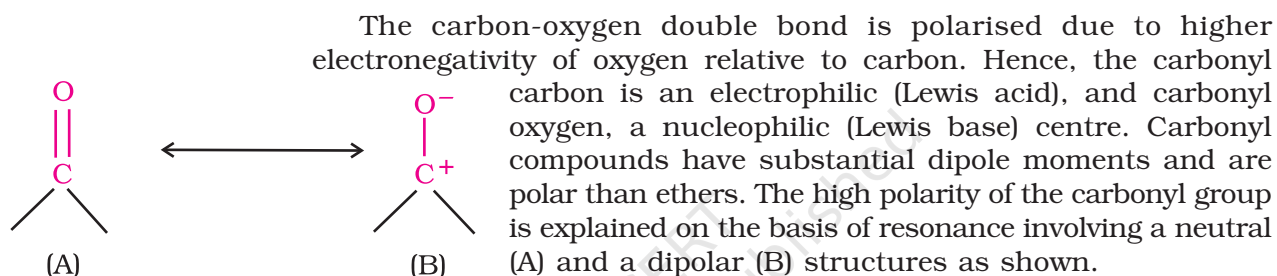 The carbon-oxygen double bond is polarised due to higher
electronegativity of oxygen relative to carbon. Hence, the carbonyl
carbon is an electrophilic (Lewis acid), and carbonyl
oxygen, a nucleophilic (Lewis base) centre. Carbonyl
compounds have substantial dipole moments and are
polar than ethers. The high polarity of the carbonyl group
is explained on the basis of resonance involving a neutral
(A) and a dipolar (B) structures as shown.
O
C
(A)
O–
C+
(B)